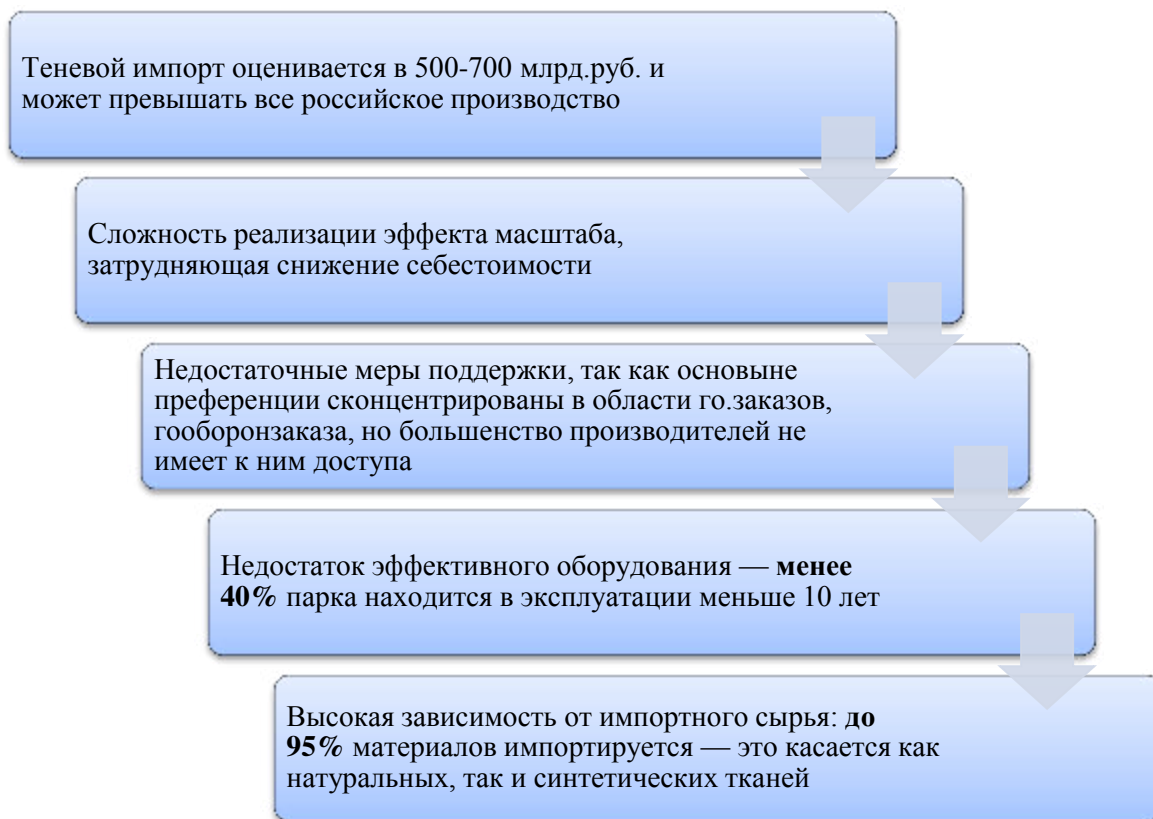 Теневой импорт оценивается в 500-700 млрд.руб. и
может превышать все российское производство
Сложность реализации эффекта масштаба,
затрудняющая снижение себестоимости
Недостаточные меры поддержки, так как основыне
преференции сконцентрированы в области го.заказов,
гооборонзаказа, но большенство производителей не
имеет к ним доступа
Недостаток эффективного оборудования — менее
40% парка находится в эксплуатации меньше 10 лет
Высокая зависимость от импортного сырья: до
95% материалов импортируется — это касается как
натуральных, так и синтетических тканей